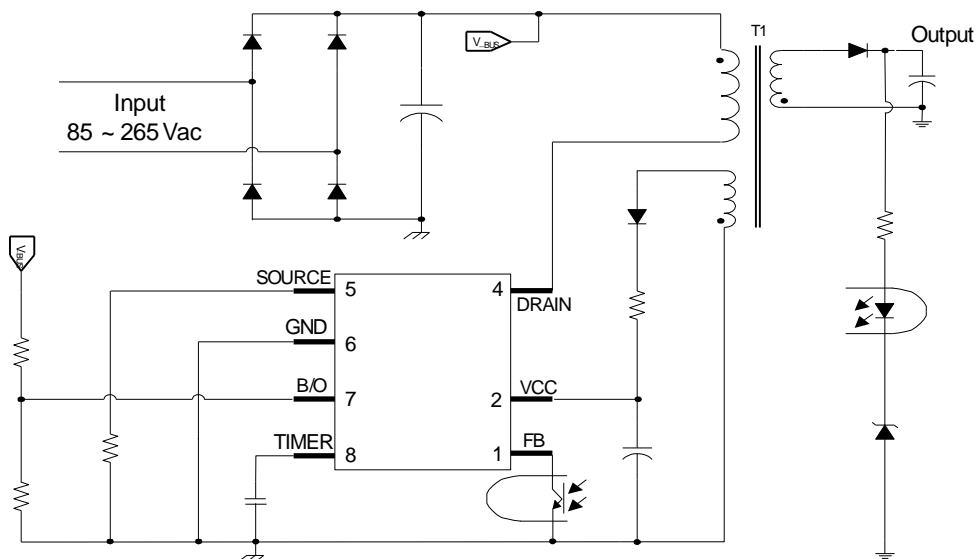 V_BUS
T1
Output
Input
85 ~ 265 Vac
VBUS
SOURCE
5
4
DRAIN
GND
6
B/O
7
2
VCC
TIMER
8
1
FB